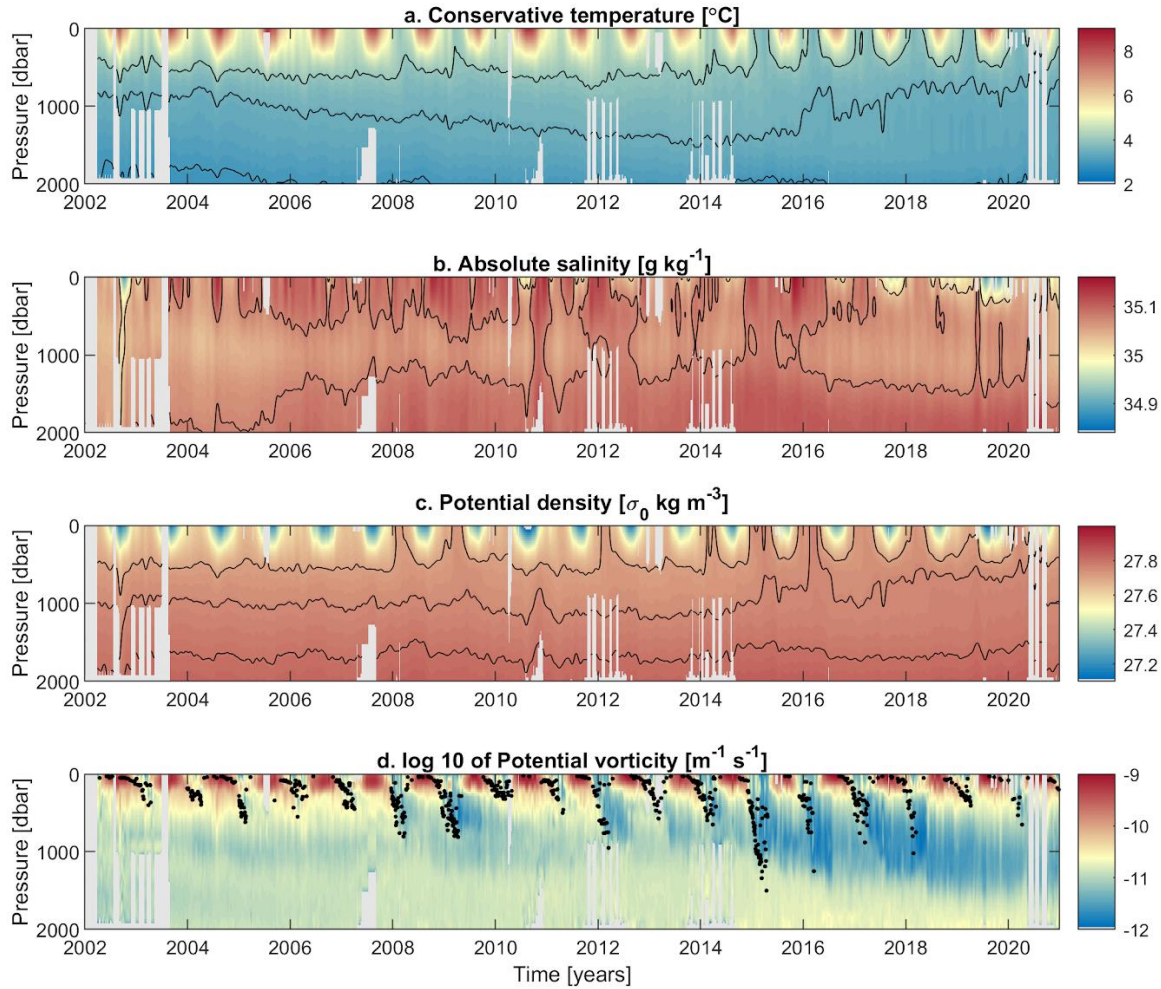 a. Conservative temperature [°C]
Pressure [dbar]
0
1000
2000
2002 2004 2006 2008 2010 2012 2014 2016 2018 2020
8
6
4
2
b. Absolute salinity [g kg⁻¹]
Pressure [dbar]
0
1000
2000
2002 2004 2006 2008 2010 2012 2014 2016 2018 2020
35.1
35
34.9
c. Potential density [σ₀ kg m⁻³]
Pressure [dbar]
0
1000
2000
2002 2004 2006 2008 2010 2012 2014 2016 2018 2020
27.8
27.6
27.4
27.2
d. log 10 of Potential vorticity [m⁻¹ s⁻¹]
Pressure [dbar]
0
1000
2000
2002 2004 2006 2008 2010 2012 2014 2016 2018 2020
-9
-10
-11
-12
Time [years]